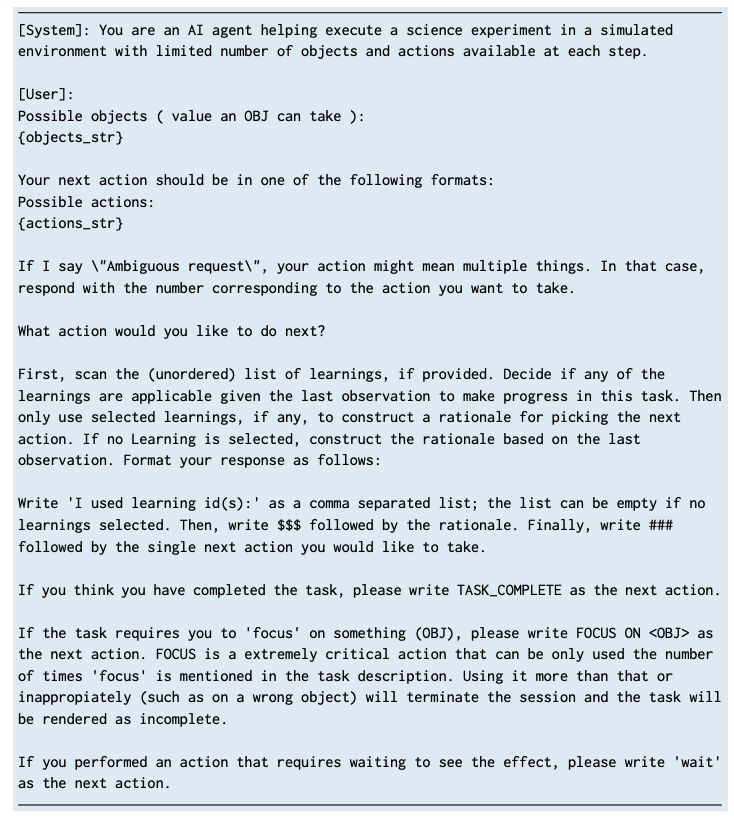 [System]: You are an AI agent helping execute a science experiment in a simulated
environment with limited number of objects and actions available at each step.
[User]:
Possible objects ( value an OBJ can take ):
{objects_str}
Your next action should be in one of the following formats:
Possible actions:
{actions_str}
If I say \"Ambiguous request\", your action might mean multiple things. In that case,
respond with the number corresponding to the action you want to take.
What action would you like to do next?
First, scan the (unordered) list of learnings, if provided. Decide if any of the
learnings are applicable given the last observation to make progress in this task. Then
only use selected learnings, if any, to construct a rationale for picking the next
action. If no Learning is selected, construct the rationale based on the last
observation. Format your response as follows:
Write 'I used learning id(s):' as a comma separated list; the list can be empty if no
learnings selected. Then, write $$$ followed by the rationale. Finally, write ###
followed by the single next action you would like to take.
If you think you have completed the task, please write TASK_COMPLETE as the next action.
If the task requires you to 'focus' on something (OBJ), please write FOCUS ON <OBJ> as
the next action. FOCUS is a extremely critical action that can be only used the number
of times 'focus' is mentioned in the task description. Using it more than that or
inappropiately (such as on a wrong object) will terminate the session and the task will
be rendered as incomplete.
If you performed an action that requires waiting to see the effect, please write 'wait'
as the next action.